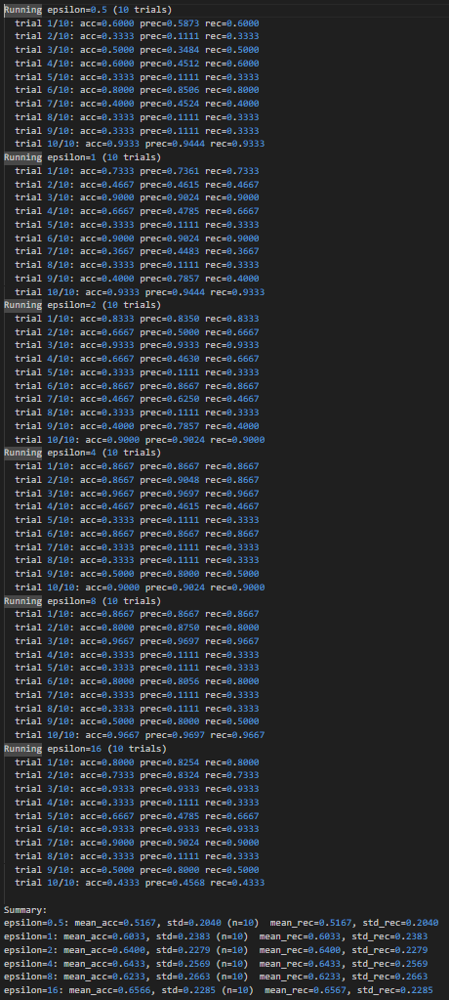 Running epsilon=0.5 (10 trials)
trial 1/10: acc=0.6000 prec=0.5873 rec=0.6000
trial 2/10: acc=0.3333 prec=0.1111 rec=0.3333
trial 3/10: acc=0.5000 prec=0.3484 rec=0.5000
trial 4/10: acc=0.6000 prec=0.4512 rec=0.6000
trial 5/10: acc=0.3333 prec=0.1111 rec=0.3333
trial 6/10: acc=0.8000 prec=0.8506 rec=0.8000
trial 7/10: acc=0.4000 prec=0.4524 rec=0.4000
trial 8/10: acc=0.3333 prec=0.1111 rec=0.3333
trial 9/10: acc=0.3333 prec=0.1111 rec=0.3333
trial 10/10: acc=0.9333 prec=0.9444 rec=0.9333
Running epsilon=1 (10 trials)
trial 1/10: acc=0.7333 prec=0.7361 rec=0.7333
trial 2/10: acc=0.4667 prec=0.4615 rec=0.4667
trial 3/10: acc=0.9000 prec=0.9024 rec=0.9000
trial 4/10: acc=0.6667 prec=0.4785 rec=0.6667
trial 5/10: acc=0.3333 prec=0.1111 rec=0.3333
trial 6/10: acc=0.9000 prec=0.9024 rec=0.9000
trial 7/10: acc=0.3667 prec=0.4483 rec=0.3667
trial 8/10: acc=0.3333 prec=0.1111 rec=0.3333
trial 9/10: acc=0.4000 prec=0.7857 rec=0.4000
trial 10/10: acc=0.9333 prec=0.9444 rec=0.9333
Running epsilon=2 (10 trials)
trial 1/10: acc=0.8333 prec=0.8350 rec=0.8333
trial 2/10: acc=0.6667 prec=0.5000 rec=0.6667
trial 3/10: acc=0.9333 prec=0.9333 rec=0.9333
trial 4/10: acc=0.6667 prec=0.4630 rec=0.6667
trial 5/10: acc=0.3333 prec=0.1111 rec=0.3333
trial 6/10: acc=0.8667 prec=0.8667 rec=0.8667
trial 7/10: acc=0.4667 prec=0.6250 rec=0.4667
trial 8/10: acc=0.3333 prec=0.1111 rec=0.3333
trial 9/10: acc=0.4000 prec=0.7857 rec=0.4000
trial 10/10: acc=0.9000 prec=0.9024 rec=0.9000
Running epsilon=4 (10 trials)
trial 1/10: acc=0.8667 prec=0.8667 rec=0.8667
trial 2/10: acc=0.8667 prec=0.9048 rec=0.8667
trial 3/10: acc=0.9667 prec=0.9697 rec=0.9667
trial 4/10: acc=0.4667 prec=0.4615 rec=0.4667
trial 5/10: acc=0.3333 prec=0.1111 rec=0.3333
trial 6/10: acc=0.8667 prec=0.8667 rec=0.8667
trial 7/10: acc=0.3333 prec=0.1111 rec=0.3333
trial 8/10: acc=0.3333 prec=0.1111 rec=0.3333
trial 9/10: acc=0.5000 prec=0.8000 rec=0.5000
trial 10/10: acc=0.9000 prec=0.9024 rec=0.9000
Running epsilon=8 (10 trials)
trial 1/10: acc=0.8667 prec=0.8667 rec=0.8667
trial 2/10: acc=0.8000 prec=0.8750 rec=0.8000
trial 3/10: acc=0.9667 prec=0.9697 rec=0.9667
trial 4/10: acc=0.3333 prec=0.1111 rec=0.3333
trial 5/10: acc=0.3333 prec=0.1111 rec=0.3333
trial 6/10: acc=0.8000 prec=0.8056 rec=0.8000
trial 7/10: acc=0.3333 prec=0.1111 rec=0.3333
trial 8/10: acc=0.3333 prec=0.1111 rec=0.3333
trial 9/10: acc=0.5000 prec=0.8000 rec=0.5000
trial 10/10: acc=0.9667 prec=0.9697 rec=0.9667
Running epsilon=16 (10 trials)
trial 1/10: acc=0.8000 prec=0.8254 rec=0.8000
trial 2/10: acc=0.7333 prec=0.8324 rec=0.7333
trial 3/10: acc=0.9333 prec=0.9333 rec=0.9333
trial 4/10: acc=0.3333 prec=0.1111 rec=0.3333
trial 5/10: acc=0.6667 prec=0.4785 rec=0.6667
trial 6/10: acc=0.9333 prec=0.9333 rec=0.9333
trial 7/10: acc=0.9000 prec=0.9024 rec=0.9000
trial 8/10: acc=0.3333 prec=0.1111 rec=0.3333
trial 9/10: acc=0.5000 prec=0.8000 rec=0.5000
trial 10/10: acc=0.4333 prec=0.4568 rec=0.4333
Summary:
epsilon=0.5: mean_acc=0.5167, std=0.2040 (n=10)  mean_rec=0.5167, std_rec=0.2040
epsilon=1: mean_acc=0.6033, std=0.2383 (n=10)  mean_rec=0.6033, std_rec=0.2383
epsilon=2: mean_acc=0.6400, std=0.2279 (n=10)  mean_rec=0.6400, std_rec=0.2279
epsilon=4: mean_acc=0.6433, std=0.2569 (n=10)  mean_rec=0.6433, std_rec=0.2569
epsilon=8: mean_acc=0.6233, std=0.2663 (n=10)  mean_rec=0.6233, std_rec=0.2663
epsilon=16: mean_acc=0.6566, std=0.2285 (n=10)  mean_rec=0.6567, std_rec=0.2285